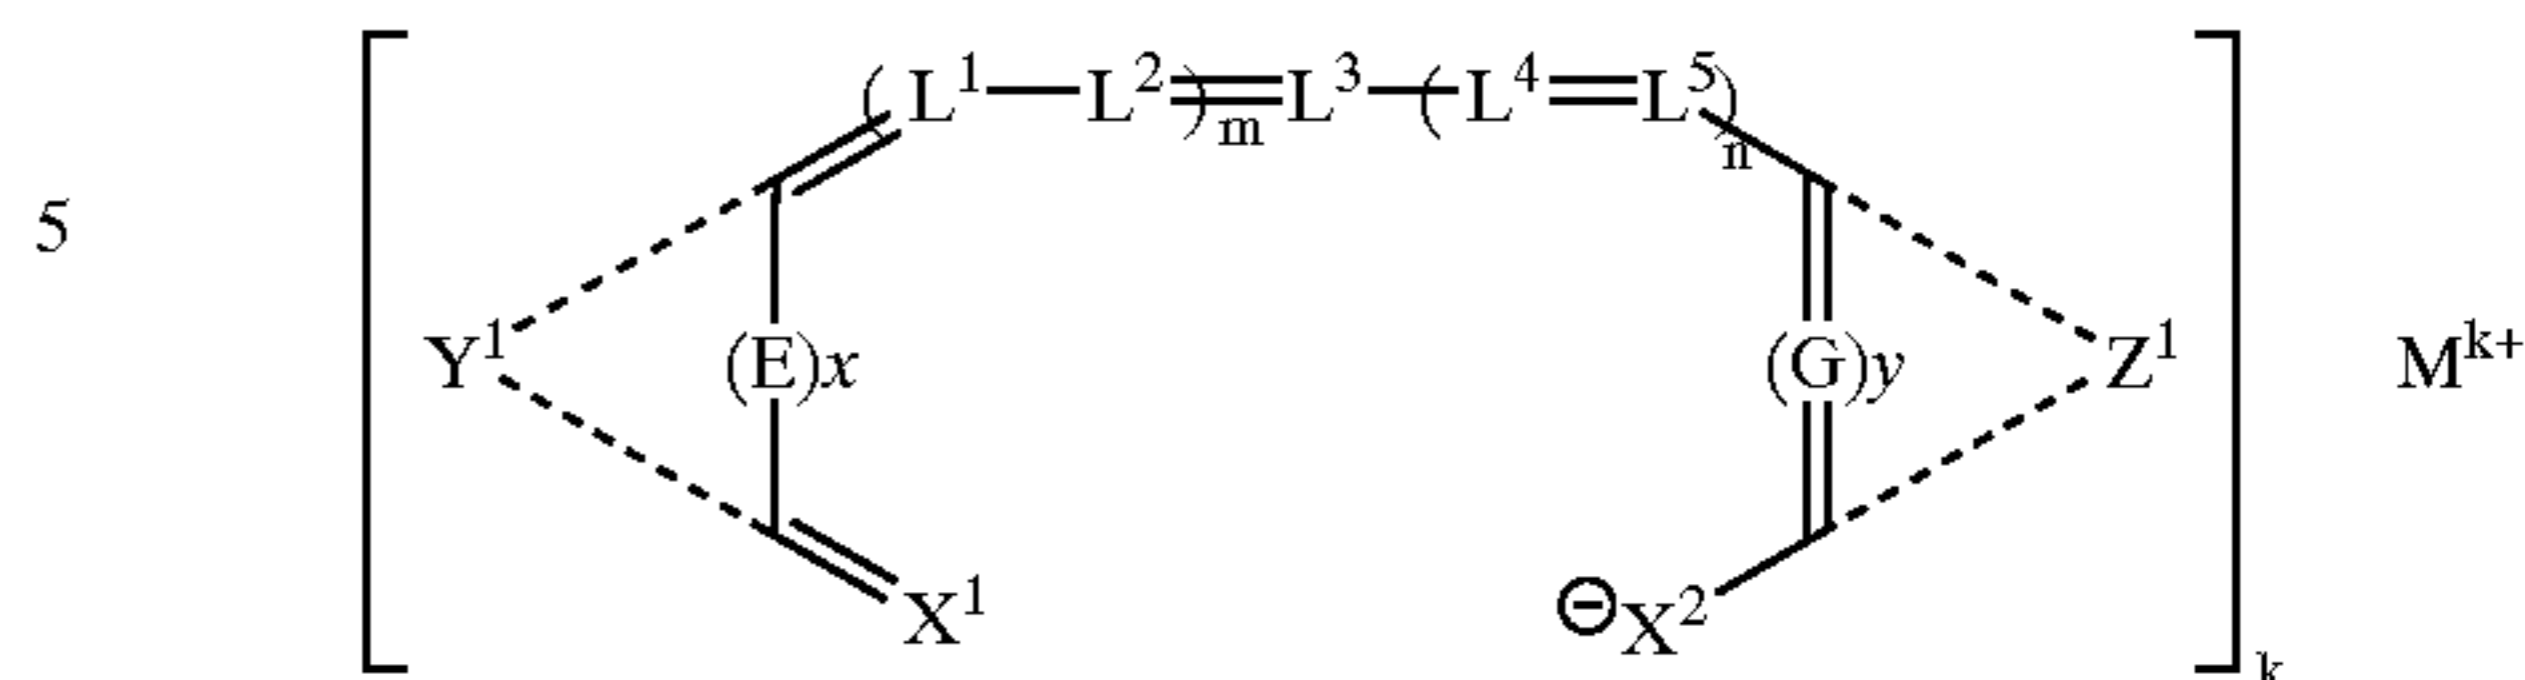 (L¹—L²)ₘ=L³—(L⁴=L⁵)ₙ
5 Y¹ (E)x (G)y Z¹ Mᵏ⁺
X¹ ⊖X² k